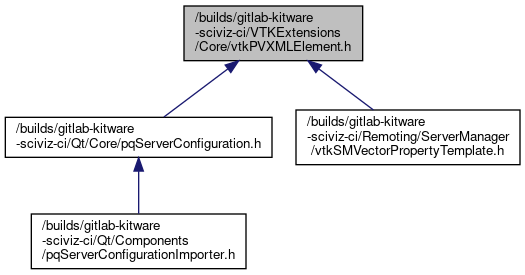 /builds/gitlab-kitware
-sciviz-ci/VTKExtensions
/Core/vtkPVXMLElement.h
/builds/gitlab-kitware
-sciviz-ci/Qt/Core/pqServerConfiguration.h
/builds/gitlab-kitware
-sciviz-ci/Remoting/ServerManager
/vtkSMVectorPropertyTemplate.h
/builds/gitlab-kitware
-sciviz-ci/Qt/Components
/pqServerConfigurationImporter.h